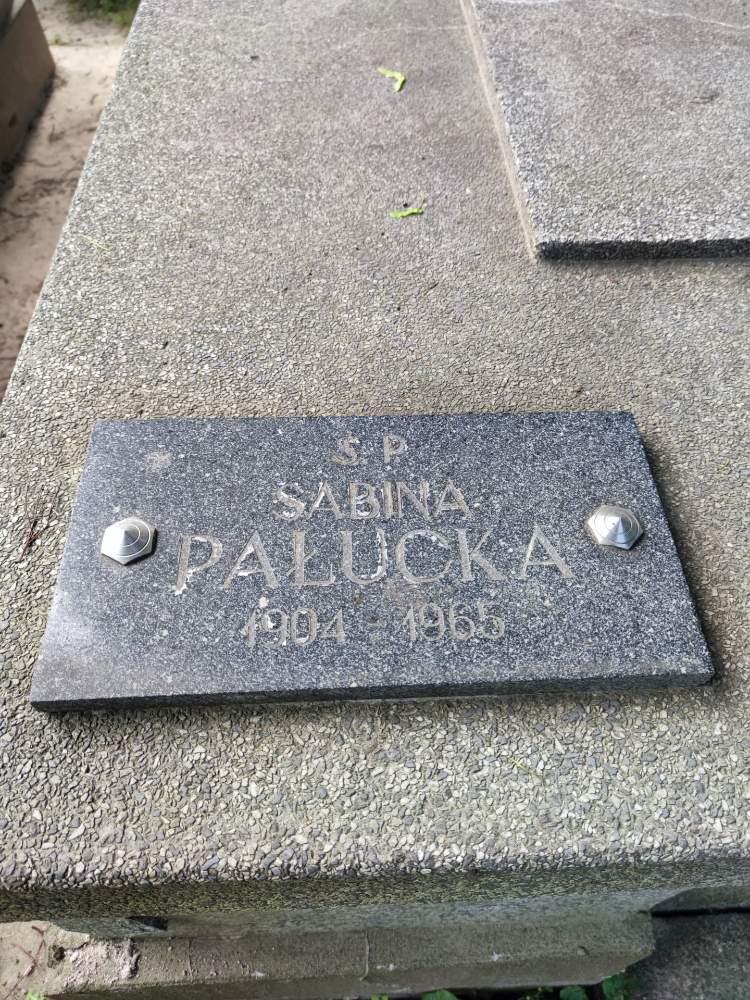 Ś. P
SABINA
PAŁUCKA
1904 - 1965